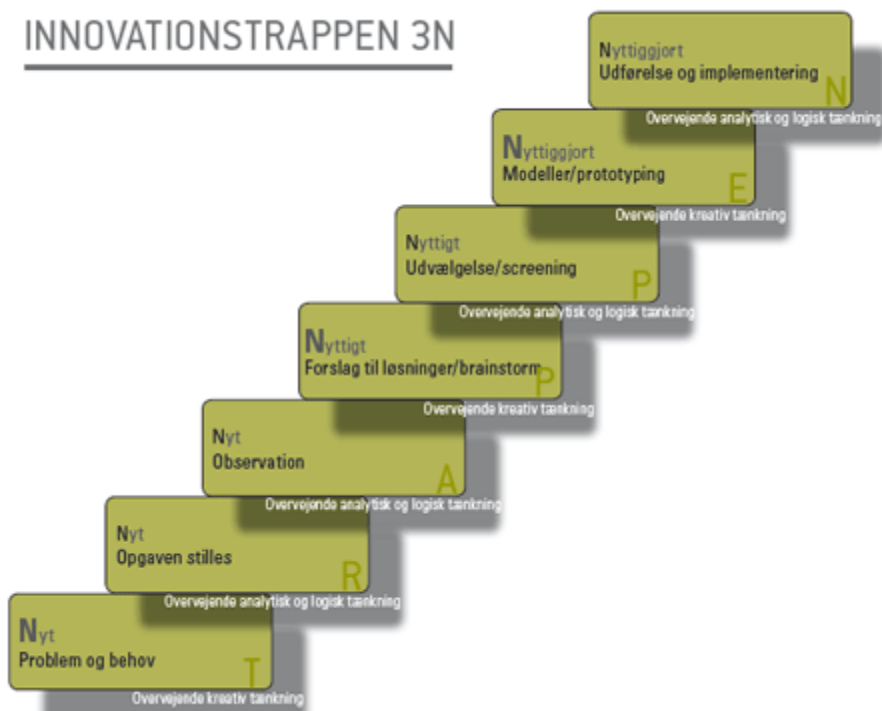 INNOVATIONSTRAPPEN 3N
Nyttiggjort
Udførelse og implementering
N
Overvejende analytisk og logisk tænkning
Nyttiggjort
Modeller/prototyping
E
Overvejende kreativ tænkning
Nyttigt
Udvælgelse/screening
P
Overvejende analytisk og logisk tænkning
Nyttigt
Forslag til løsninger/brainstorm
P
Overvejende kreativ tænkning
Nyt
Observation
A
Overvejende analytisk og logisk tænkning
Nyt
Opgaven stilles
R
Overvejende analytisk og logisk tænkning
Nyt
Problem og behov
T
Overvejende kreativ tænkning